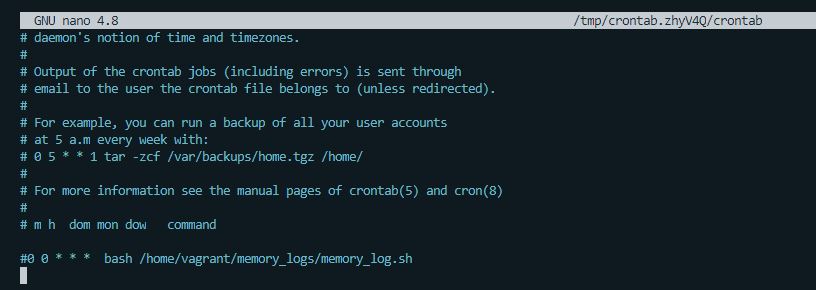 GNU nano 4.8 /tmp/crontab.zhyV4Q/crontab
# daemon's notion of time and timezones.
#
# Output of the crontab jobs (including errors) is sent through
# email to the user the crontab file belongs to (unless redirected).
#
# For example, you can run a backup of all your user accounts
# at 5 a.m every week with:
# 0 5 * * 1 tar -zcf /var/backups/home.tgz /home/
#
# For more information see the manual pages of crontab(5) and cron(8)
#
# m h  dom mon dow   command
#0 0 * * *  bash /home/vagrant/memory_logs/memory_log.sh